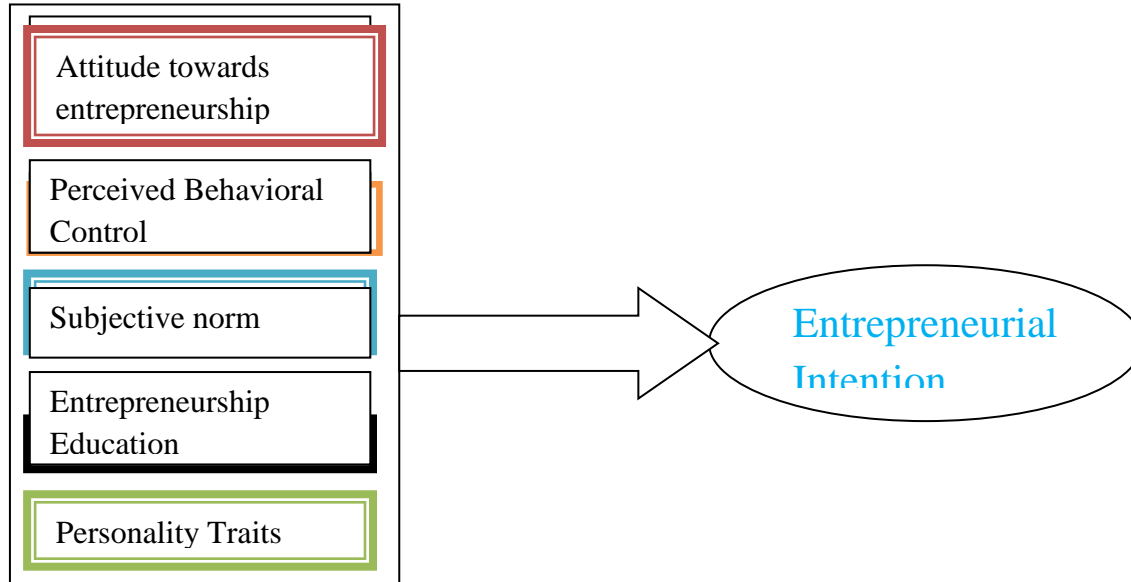 Attitude towards
entrepreneurship
Perceived Behavioral
Control
Subjective norm
Entrepreneurship
Education
Personality Traits
Entrepreneurial
Intention